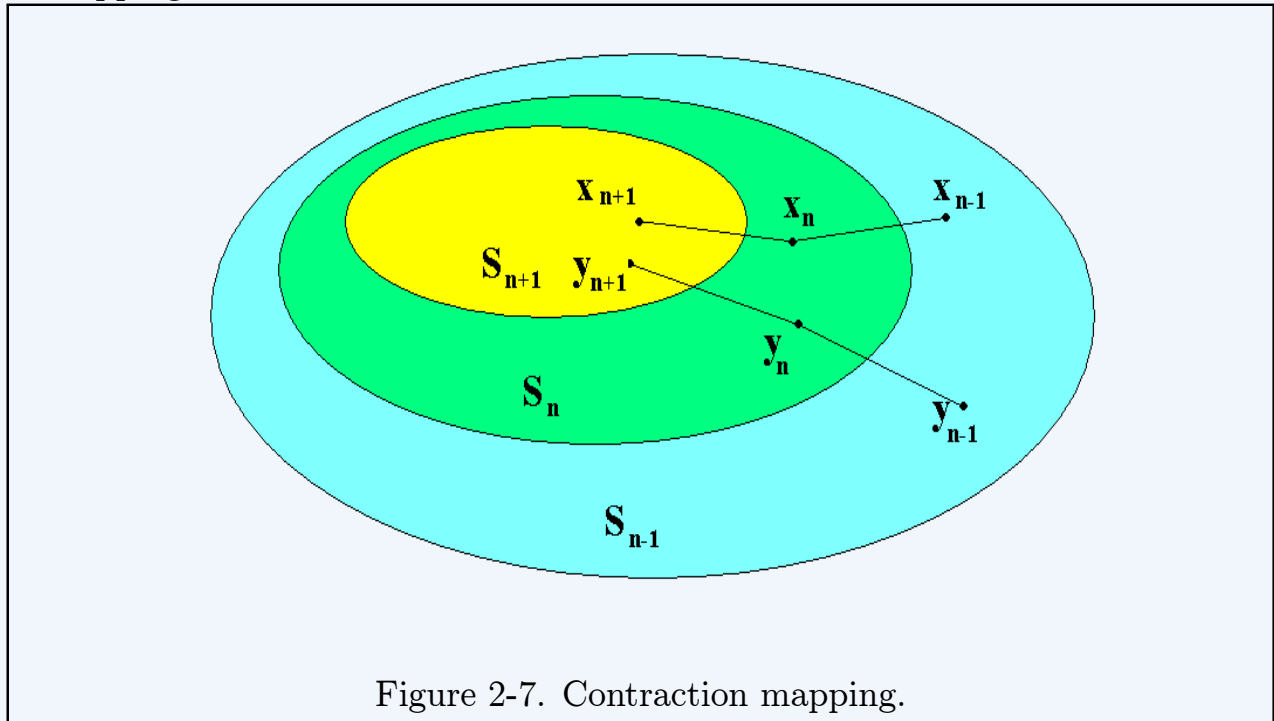 x n+1
x n
x n-1
S n+1
y n+1
y n
S n
y n-1
S n-1
Figure 2-7. Contraction mapping.